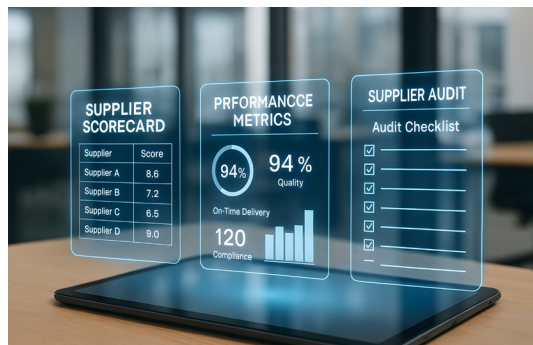 SUPPLIER
SCORECARD
Supplier Score
Supplier A 8.6
Supplier B 7.2
Supplier C 6.5
Supplier D 9.0
PRFORMANCCE
METRICS
94%
94 %
Quality
On-Time Delivery
120
Compliance
SUPPLIER AUDIT
Audit Checklist